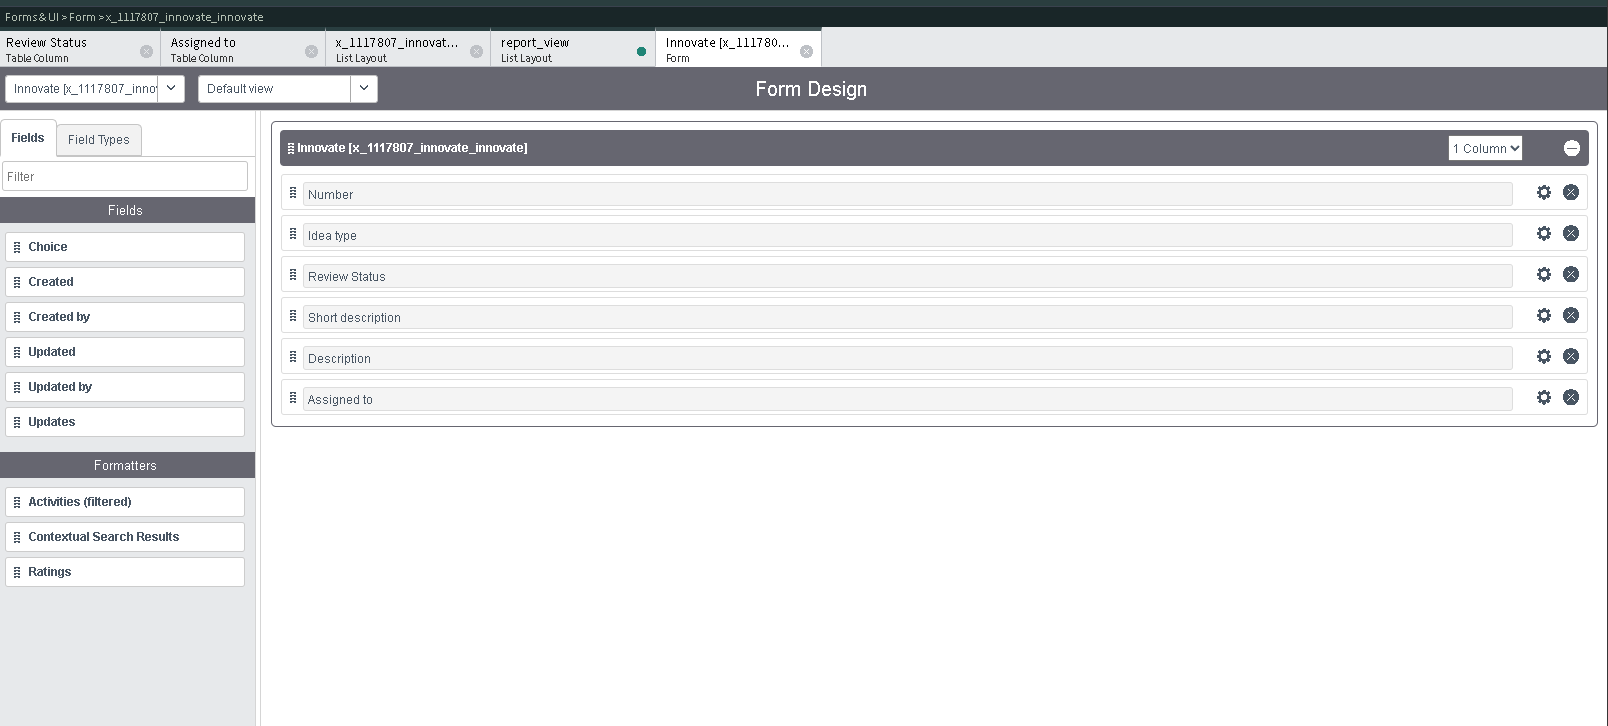 Forms & UI > Form > x_1117807_innovate_innovate
Review Status
Table Column
Assigned to
Table Column
x_1117807_innovat...
List Layout
report_view
List Layout
Innovate [x_111780...
Form
Innovate [x_1117807_inno
Default view
Form Design
Fields
Field Types
Filter
Fields
Choice
Created
Created by
Updated
Updated by
Updates
Formatters
Activities (filtered)
Contextual Search Results
Ratings
Innovate [x_1117807_innovate_innovate]
1 Column
Number
Idea type
Review Status
Short description
Description
Assigned to